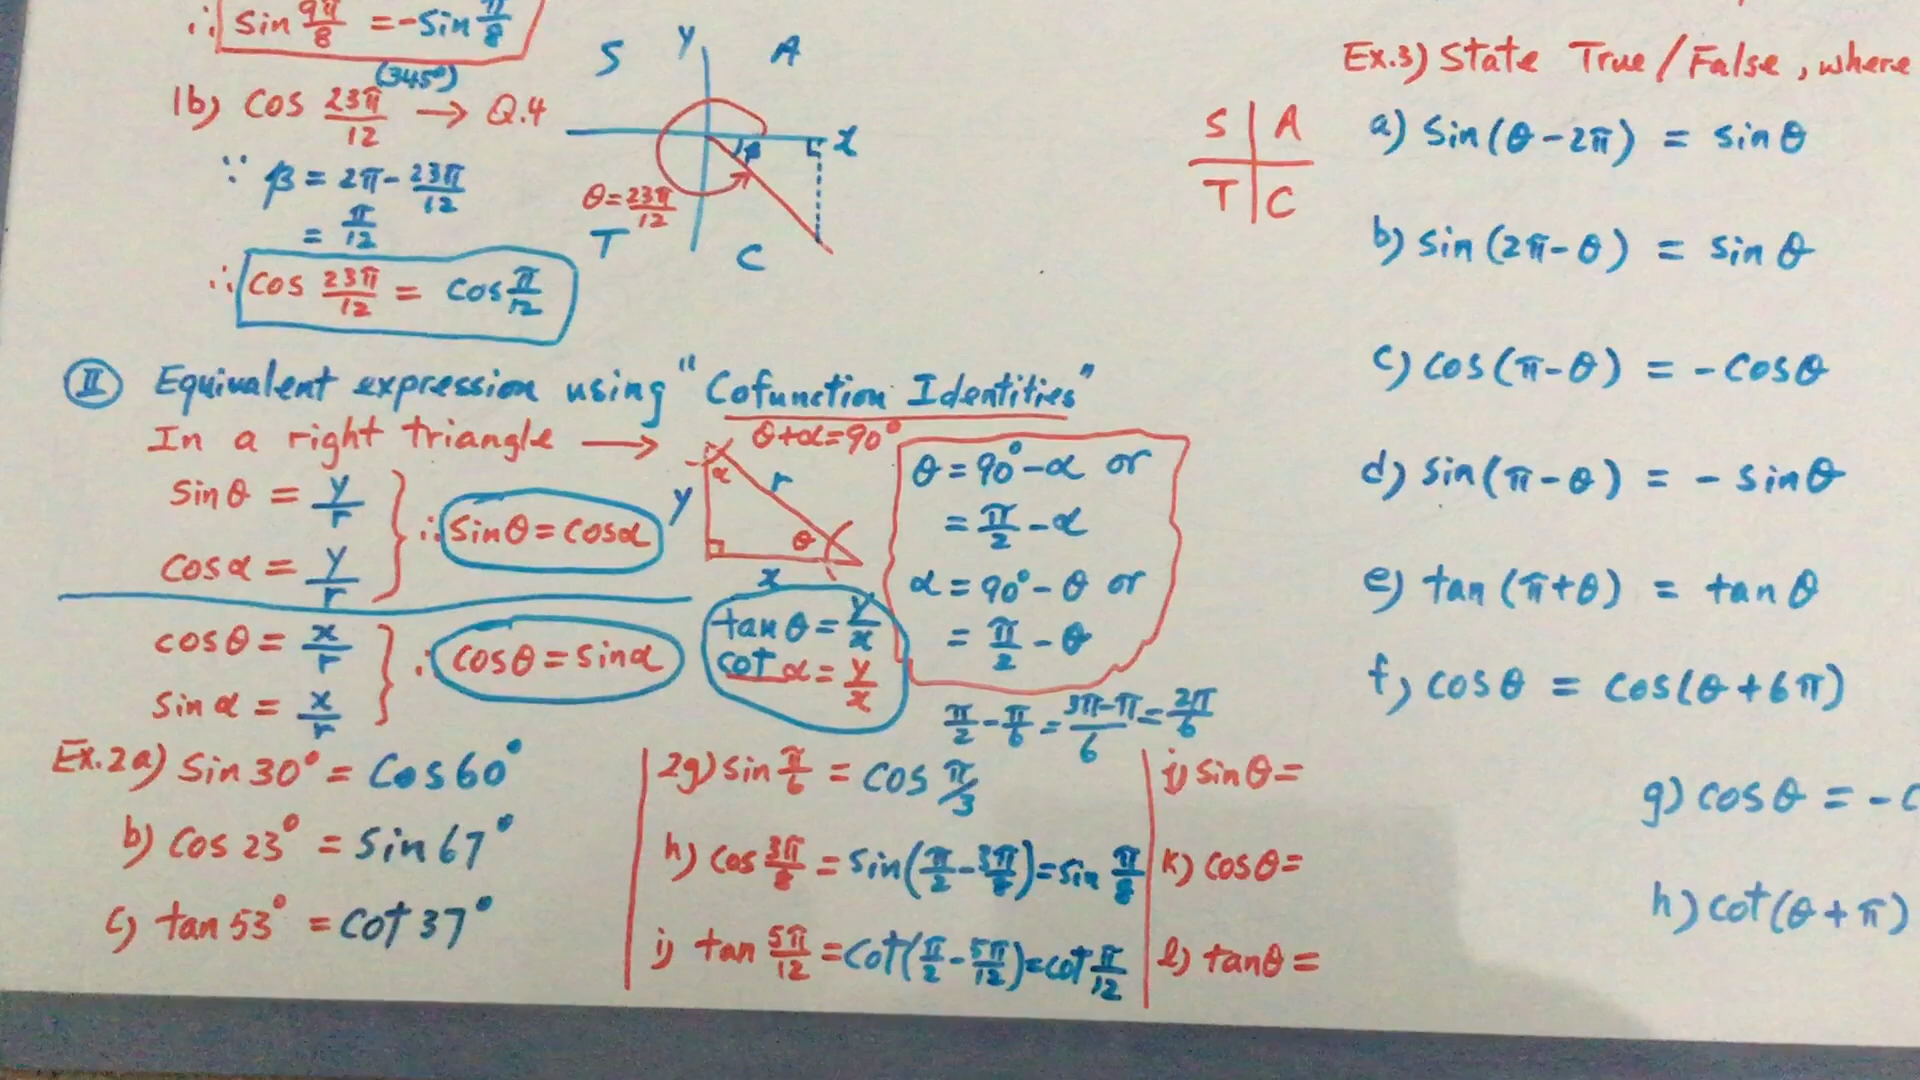 ∴ sin 9π/8 = -sin π/8
(345°)
1b) cos 23π/12 → Q.4
∵ β = 2π - 23π/12
= π/12
∴ cos 23π/12 = cos π/12
S y A
β x
θ = 23π/12
T C
II Equivalent expression using "Cofunction Identities"
In a right triangle → θ+α=90°
sin θ = y/r
cos α = y/r
∴ sin θ = cos α
cos θ = x/r
sin α = x/r
∴ cos θ = sin α
α r
y θ
x
tan θ = y/x
cot α = y/x
θ = 90° - α or
= π/2 - α
α = 90° - θ or
= π/2 - θ
π/2 - π/6 = 3π-π/6 = 2π/6
Ex.2a) sin 30° = cos 60°
b) cos 23° = sin 67°
c) tan 53° = cot 37°
2g) sin π/6 = cos π/3
h) cos 3π/8 = sin(π/2 - 3π/8) = sin π/8
i) tan 5π/12 = cot(π/2 - 5π/12) = cot π/12
j) sin θ =
k) cos θ =
l) tan θ =
Ex.3) State True/False, where
S A
T C
a) sin(θ-2π) = sin θ
b) sin(2π-θ) = sin θ
c) cos(π-θ) = -cos θ
d) sin(π-θ) = - sin θ
e) tan(π+θ) = tan θ
f) cos θ = cos(θ+6π)
g) cos θ = -c
h) cot(θ+π)